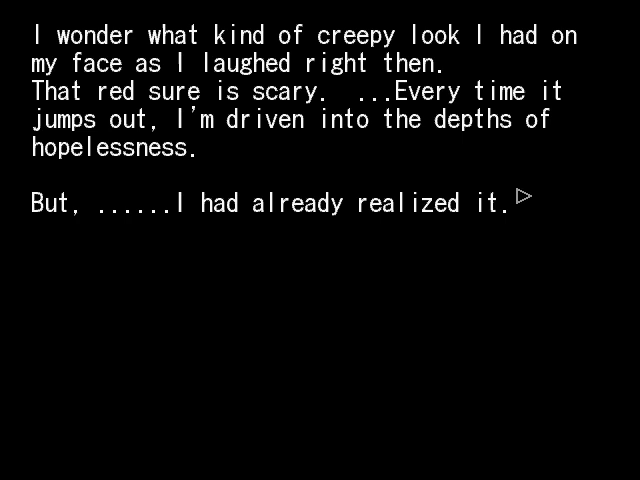 I wonder what kind of creepy look I had on
my face as I laughed right then.
That red sure is scary.  ...Every time it
jumps out, I'm driven into the depths of
hopelessness.
But, ......I had already realized it.